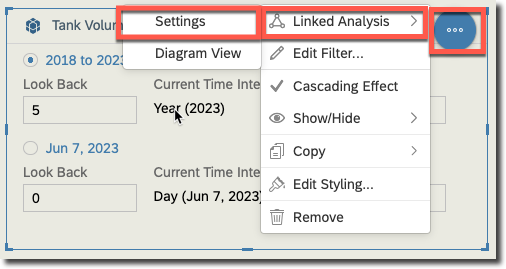 Tank Volum
Settings
Linked Analysis
2018 to 2023
Diagram View
Edit Filter...
Look Back
Current Time Inte
Cascading Effect
5
Year (2023)
Show/Hide
Jun 7, 2023
Copy
Look Back
Current Time Inte
Edit Styling...
0
Day (Jun 7, 2023)
Remove